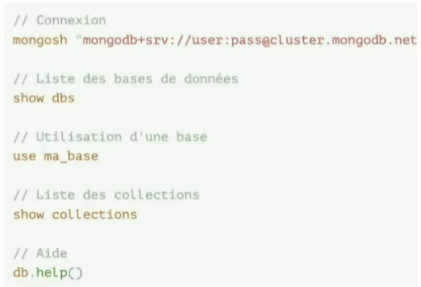 // Connexion
mongosh "mongodb+srv://user:pass@cluster.mongodb.net
// Liste des bases de données
show dbs
// Utilisation d'une base
use ma_base
// Liste des collections
show collections
// Aide
db.help()